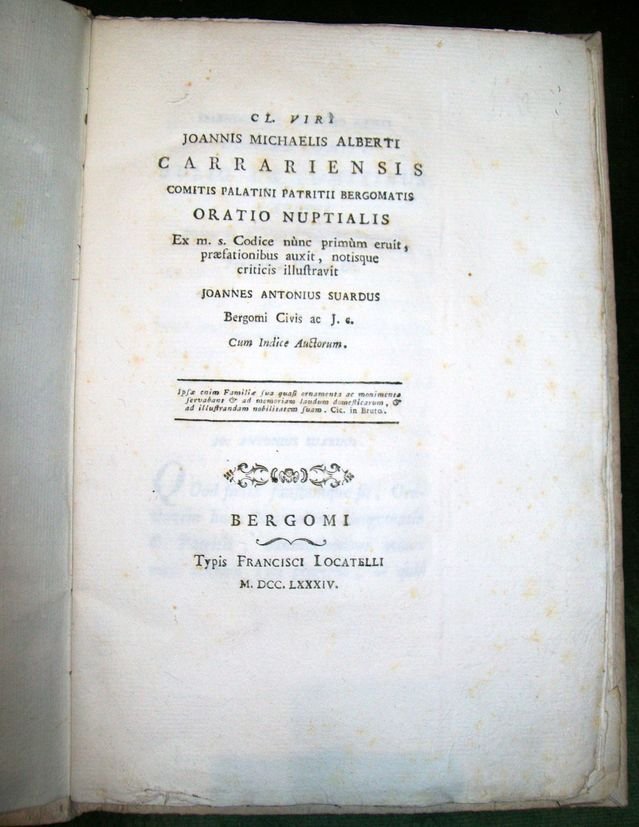 CL. VIRI
JOANNIS MICHAELIS ALBERTI
CARRARIENSIS
COMITIS PALATINI PATRITII BERGOMATIS
ORATIO NUPTIALIS
Ex m. s. Codice nùnc primùm eruit,
præfationibus auxit, notisque
criticis illuſtravit
JOANNES ANTONIUS SUARDUS
Bergomi Civis ac J. c.
Cum Indice Auctorum.
Ipſæ enim Familiæ ſua quaſi ornamenta ac monimenta
ſervabant & ad memoriam laudum domeſticarum, &
ad illuſtrandam nobilitatem ſuam. Cic. in Bruto.
BERGOMI
Typis FRANCISCI LOCATELLI
M. DCC. LXXXIV.